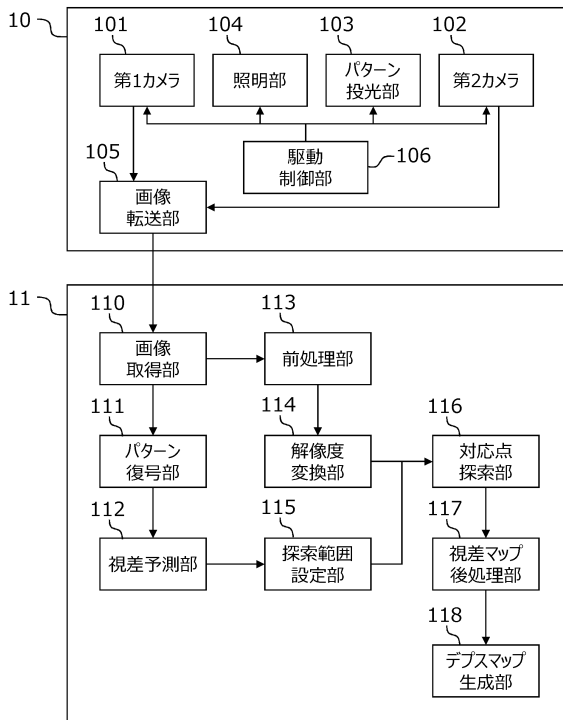 10
101
104
103
102
第1カメラ
照明部
パターン
投光部
第2カメラ
105
駆動
制御部
106
画像
転送部
11
110
113
画像
取得部
前処理部
111
114
116
パターン
復号部
解像度
変換部
対応点
探索部
112
115
117
視差予測部
探索範囲
設定部
視差マップ
後処理部
118
デプスマップ
生成部